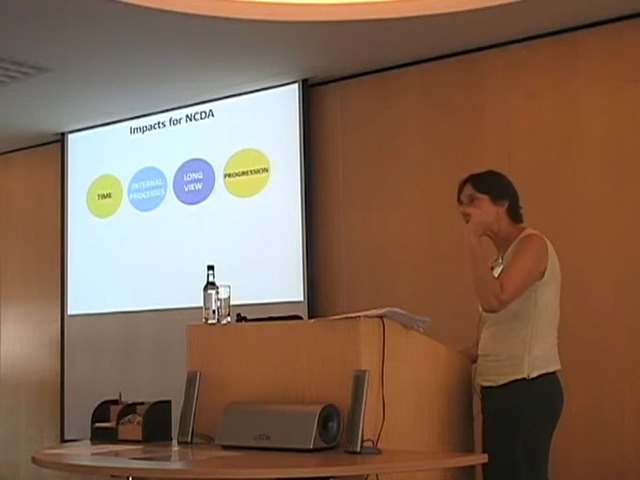 Impacts for NCDA
TIME
INTERNAL
PROCESSES
LONG
VIEW
PROGRESSION